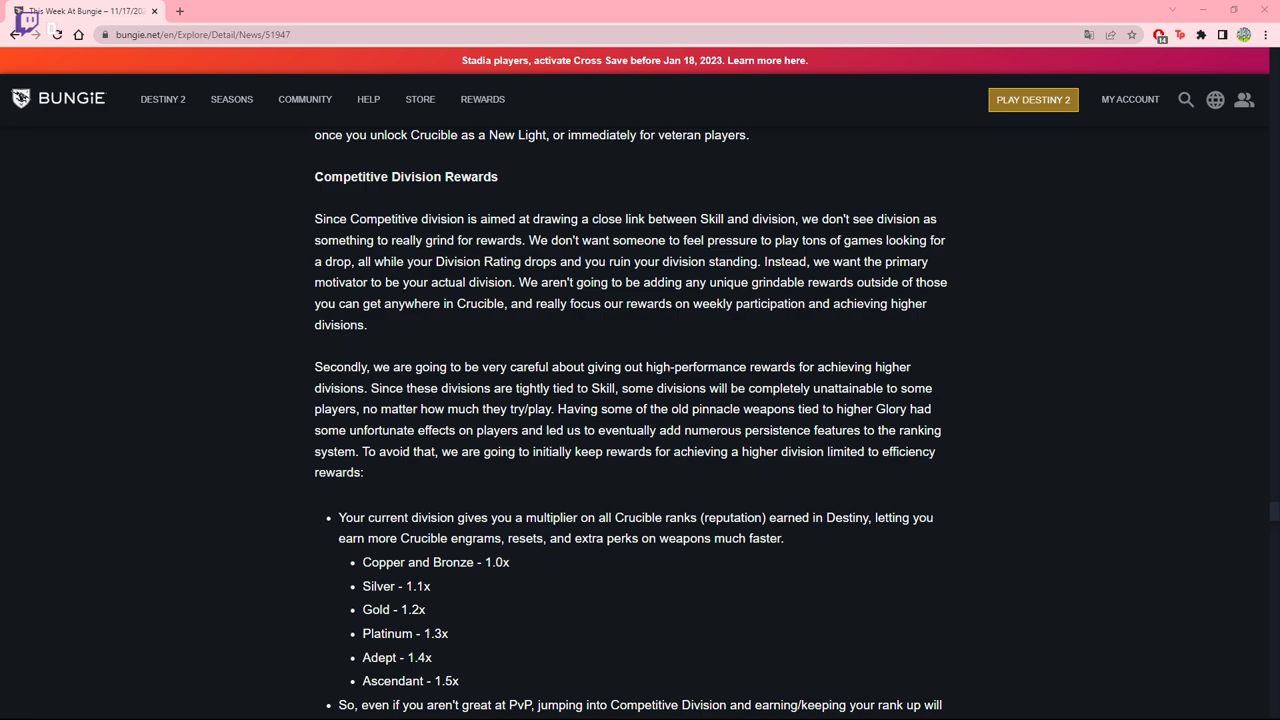 This Week At Bungie – 11/17/202
bungie.net/en/Explore/Detail/News/51947
14
Stadia players, activate Cross Save before Jan 18, 2023. Learn more here.
BUNGiE
DESTINY 2
SEASONS
COMMUNITY
HELP
STORE
REWARDS
PLAY DESTINY 2
MY ACCOUNT
once you unlock Crucible as a New Light, or immediately for veteran players.
Competitive Division Rewards
Since Competitive division is aimed at drawing a close link between Skill and division, we don't see division as
something to really grind for rewards. We don't want someone to feel pressure to play tons of games looking for
a drop, all while your Division Rating drops and you ruin your division standing. Instead, we want the primary
motivator to be your actual division. We aren't going to be adding any unique grindable rewards outside of those
you can get anywhere in Crucible, and really focus our rewards on weekly participation and achieving higher
divisions.
Secondly, we are going to be very careful about giving out high-performance rewards for achieving higher
divisions. Since these divisions are tightly tied to Skill, some divisions will be completely unattainable to some
players, no matter how much they try/play. Having some of the old pinnacle weapons tied to higher Glory had
some unfortunate effects on players and led us to eventually add numerous persistence features to the ranking
system. To avoid that, we are going to initially keep rewards for achieving a higher division limited to efficiency
rewards:
• Your current division gives you a multiplier on all Crucible ranks (reputation) earned in Destiny, letting you
earn more Crucible engrams, resets, and extra perks on weapons much faster.
• Copper and Bronze - 1.0x
• Silver - 1.1x
• Gold - 1.2x
• Platinum - 1.3x
• Adept - 1.4x
• Ascendant - 1.5x
• So, even if you aren't great at PvP, jumping into Competitive Division and earning/keeping your rank up will